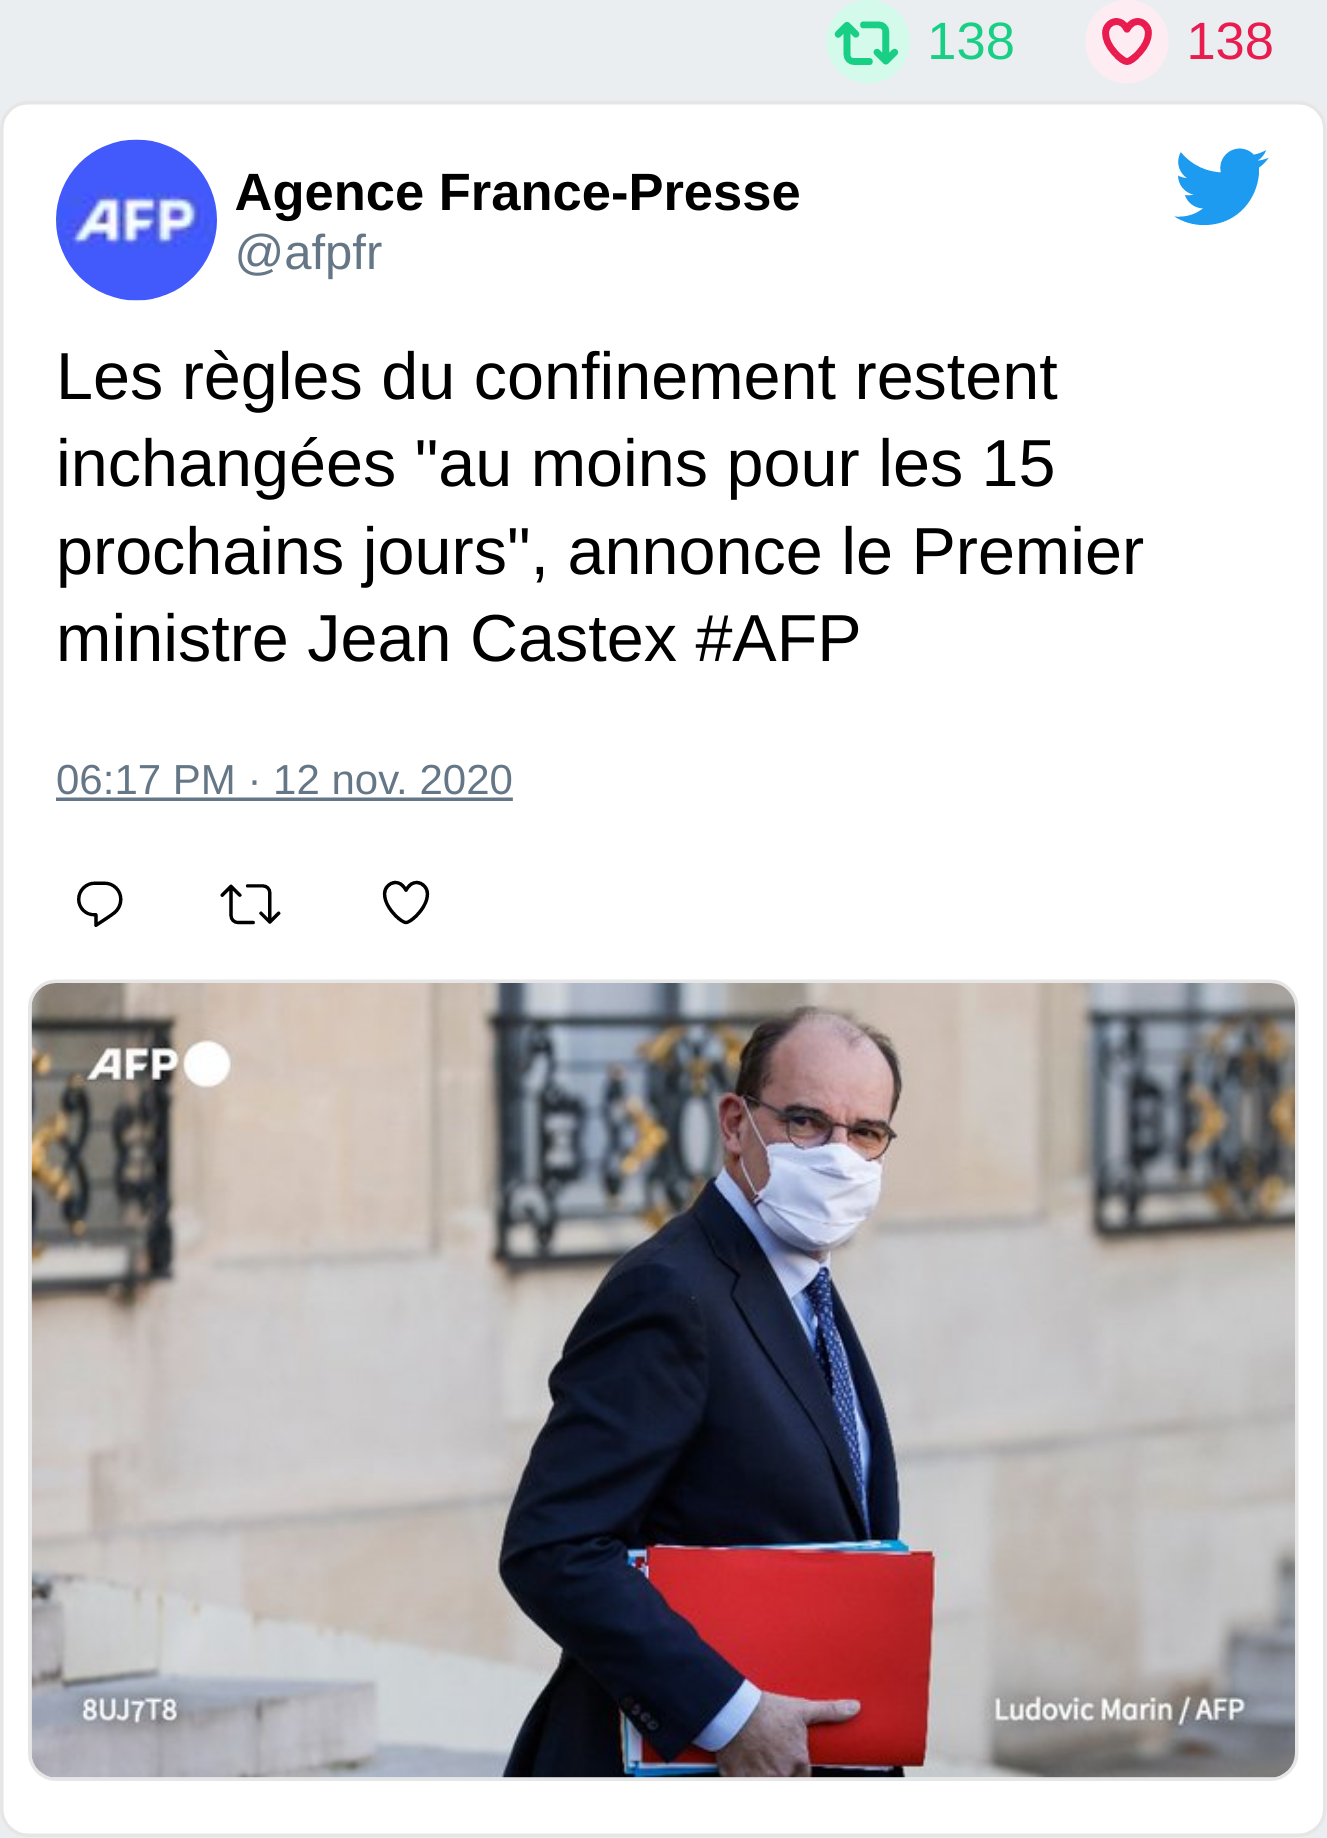 138 138
AFP
Agence France-Presse
@afpfr
Les règles du confinement restent
inchangées "au moins pour les 15
prochains jours", annonce le Premier
ministre Jean Castex #AFP
06:17 PM · 12 nov. 2020
AFP
8UJ7T8
Ludovic Marin / AFP